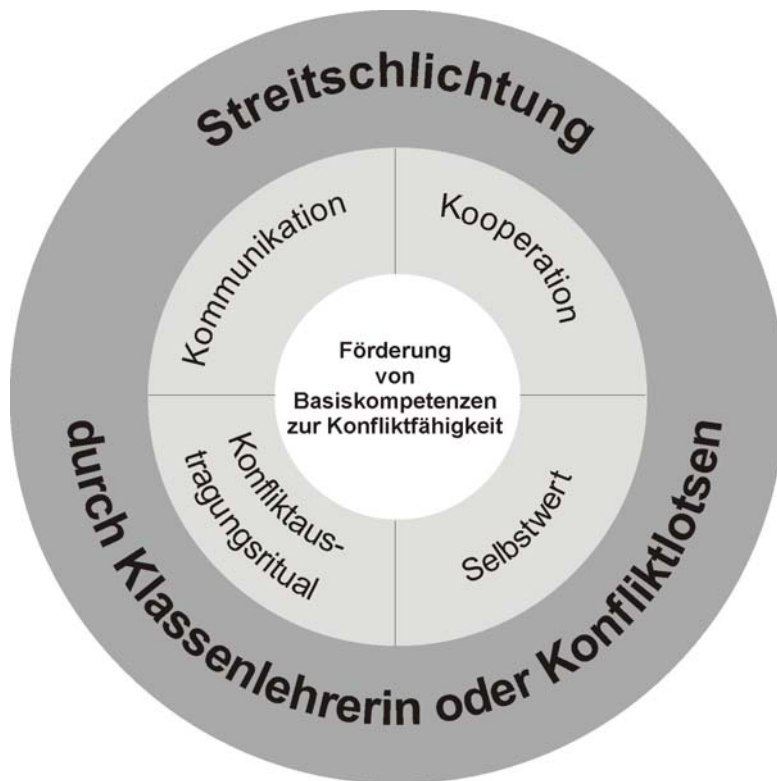 Streitschlichtung
Kommunikation
Kooperation
Förderung
von
Basiskompetenzen
zur Konfliktfähigkeit
Konfliktaus-
tragungsritual
Selbstwert
durch Klassenlehrerin oder Konfliktlotsen